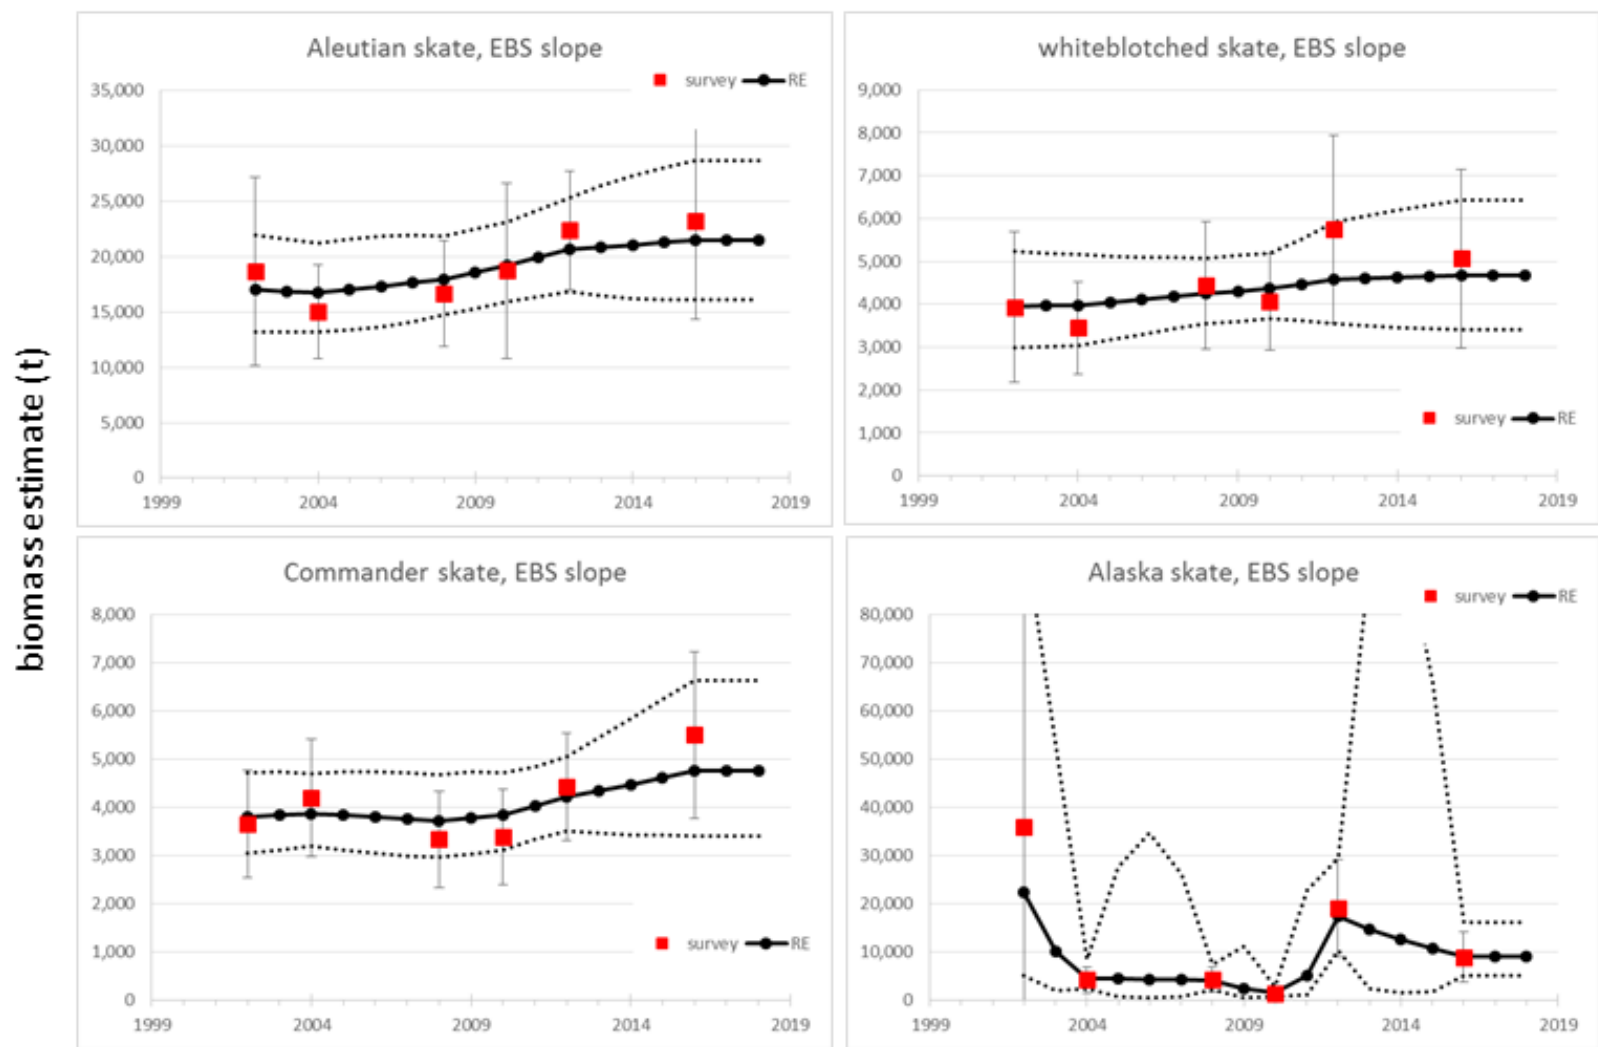 biomass estimate (t)
Aleutian skate, EBS slope
survey RE
35,000
30,000
25,000
20,000
15,000
10,000
5,000
0
1999 2004 2009 2014 2019
whiteblotched skate, EBS slope
9,000
8,000
7,000
6,000
5,000
4,000
3,000
2,000
1,000
0
survey RE
1999 2004 2009 2014 2019
Commander skate, EBS slope
8,000
7,000
6,000
5,000
4,000
3,000
2,000
1,000
0
survey RE
1999 2004 2009 2014 2019
Alaska skate, EBS slope
survey RE
80,000
70,000
60,000
50,000
40,000
30,000
20,000
10,000
0
1999 2004 2009 2014 2019